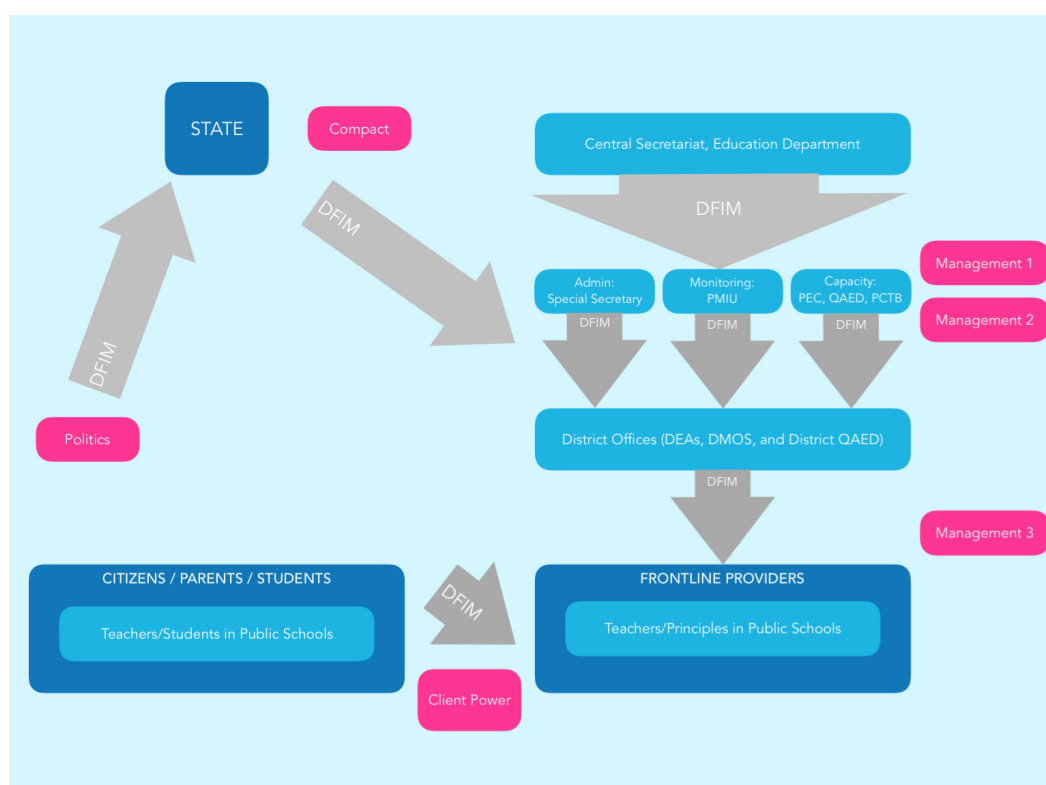 STATE
Compact
Central Secretariat, Education Department
DFIM
DFIM
Management 1
Admin:
Special Secretary
Monitoring:
PMIU
Capacity:
PEC, QAED, PCTB
Management 2
DFIM
DFIM
DFIM
DFIM
Politics
District Offices (DEAs, DMOS, and District QAED)
DFIM
Management 3
CITIZENS / PARENTS / STUDENTS
Teachers/Students in Public Schools
DFIM
FRONTLINE PROVIDERS
Teachers/Principles in Public Schools
Client Power